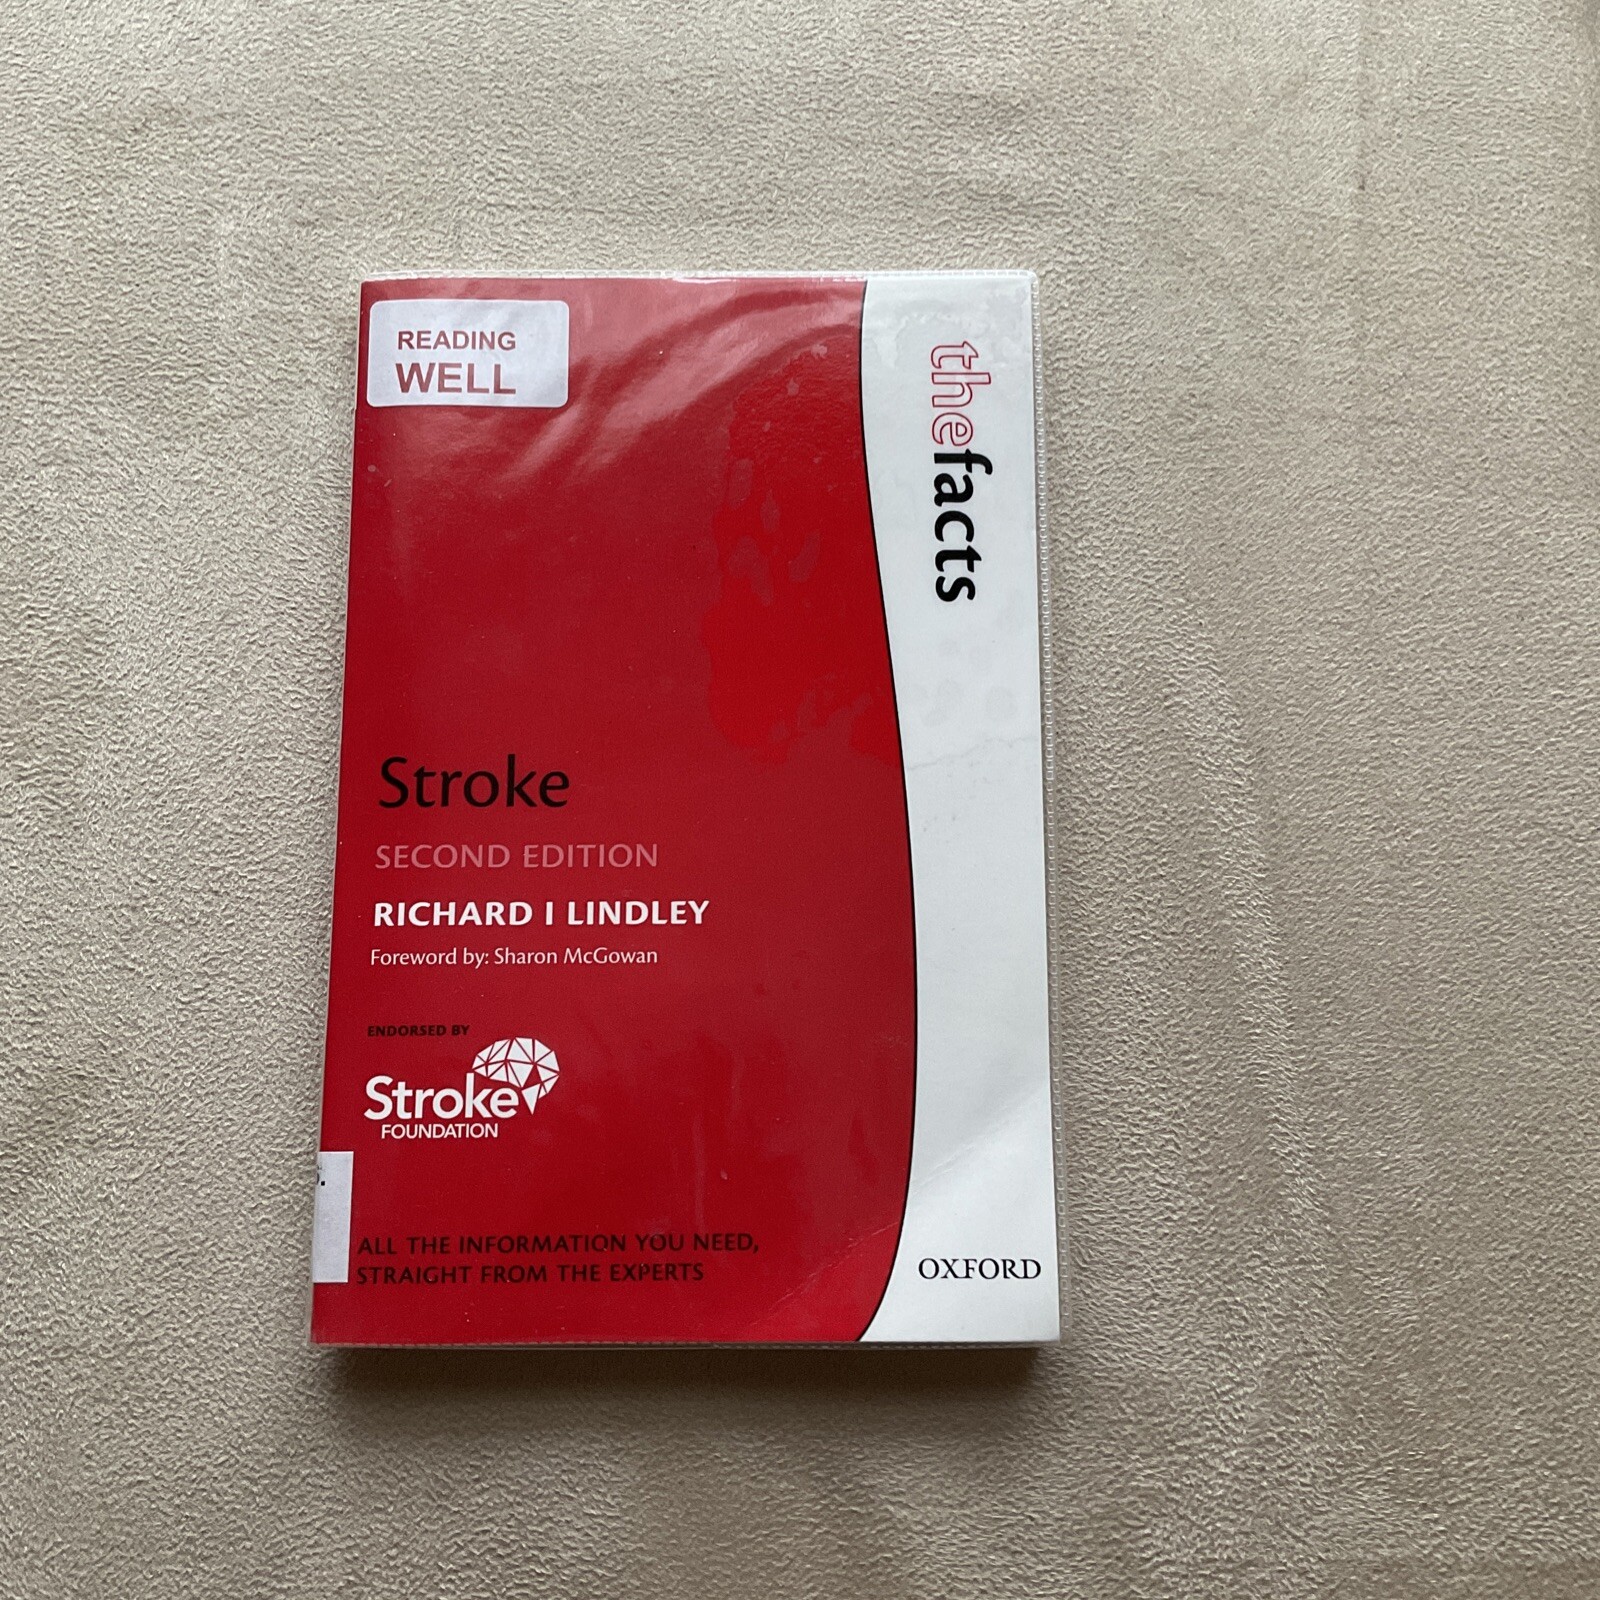 READING
WELL
thefacts
Stroke
SECOND EDITION
RICHARD I LINDLEY
Foreword by: Sharon McGowan
ENDORSED BY
Stroke
FOUNDATION
ALL THE INFORMATION YOU NEED,
STRAIGHT FROM THE EXPERTS
OXFORD